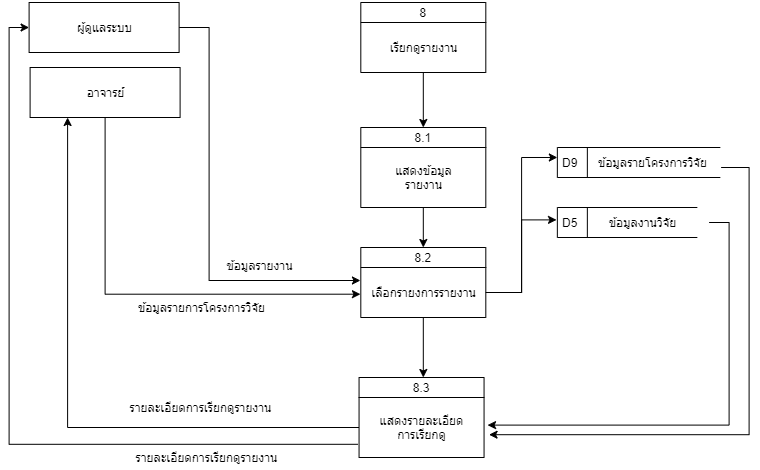 ผู้ดูแลระบบ
อาจารย์
8
เรียกดูรายงาน
8.1
แสดงข้อมูล
รายงาน
D9 ข้อมูลรายโครงการวิจัย
D5 ข้อมูลงานวิจัย
8.2
เลือกรายงการรายงาน
ข้อมูลรายงาน
ข้อมูลรายการโครงการวิจัย
8.3
แสดงรายละเอียด
การเรียกดู
รายละเอียดการเรียกดูรายงาน
รายละเอียดการเรียกดูรายงาน